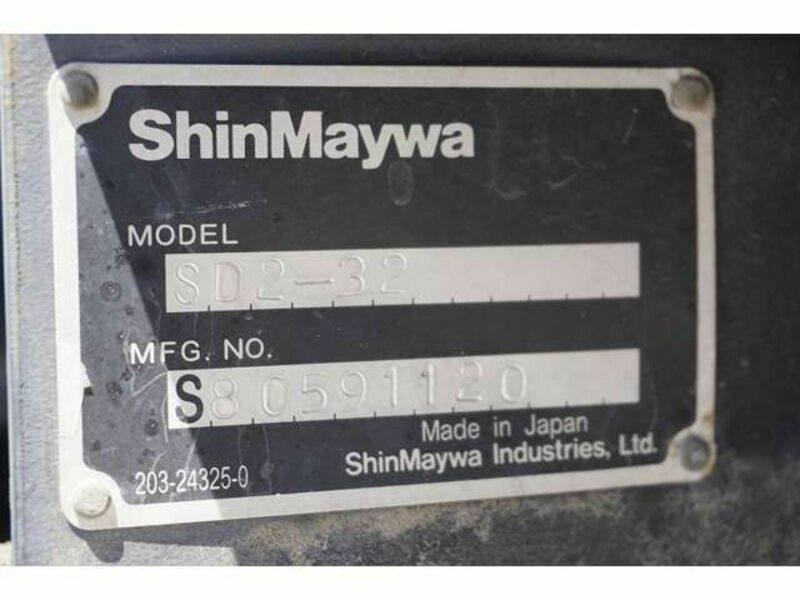 ShinMaywa
MODEL
SD2-32
MFG. NO.
S80591120
Made in Japan
ShinMaywa Industries, Ltd.
203-24325-0